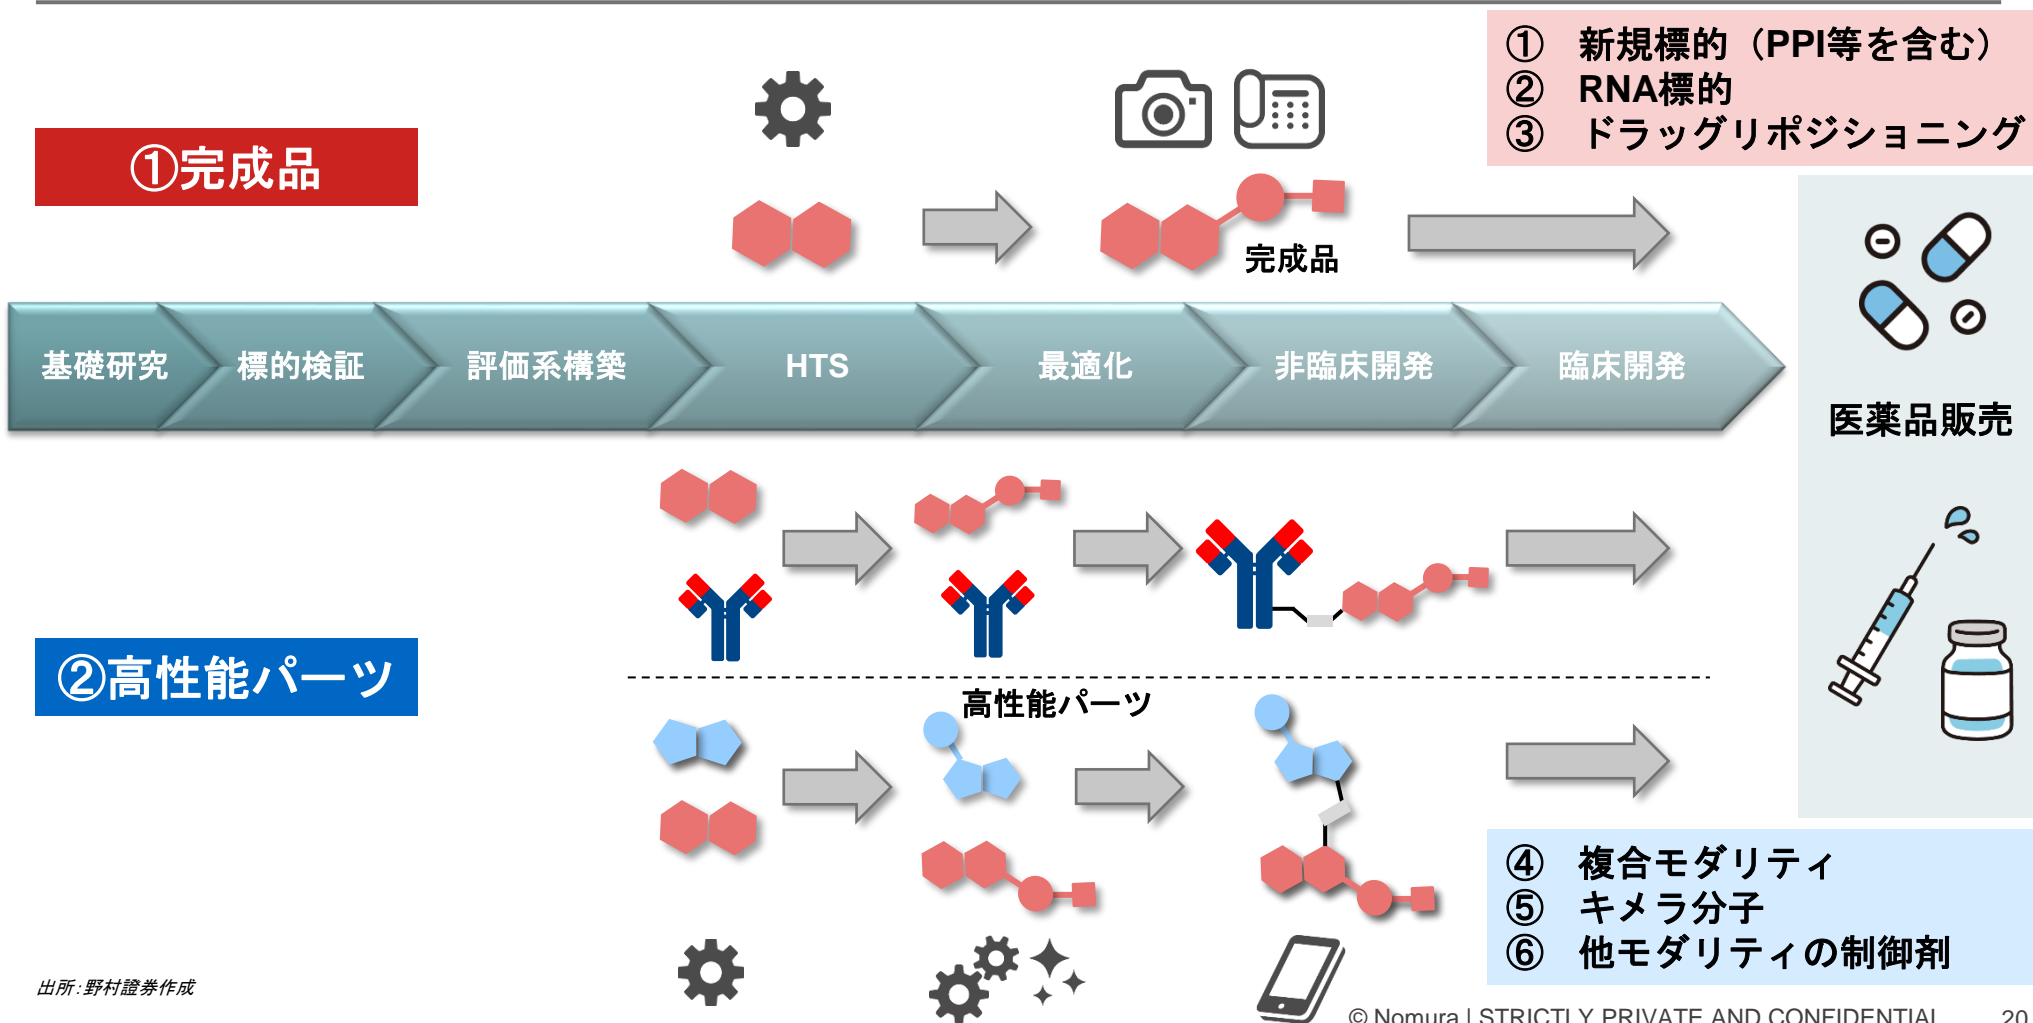 ① 新規標的（PPI等を含む）
② RNA標的
③ ドラッグリポジショニング
①完成品
完成品
基礎研究
標的検証
評価系構築
HTS
最適化
非臨床開発
臨床開発
医薬品販売
②高性能パーツ
高性能パーツ
④ 複合モダリティ
⑤ キメラ分子
⑥ 他モダリティの制御剤
出所：野村證券作成
© Nomura | STRICTLY PRIVATE AND CONFIDENTIAL 20